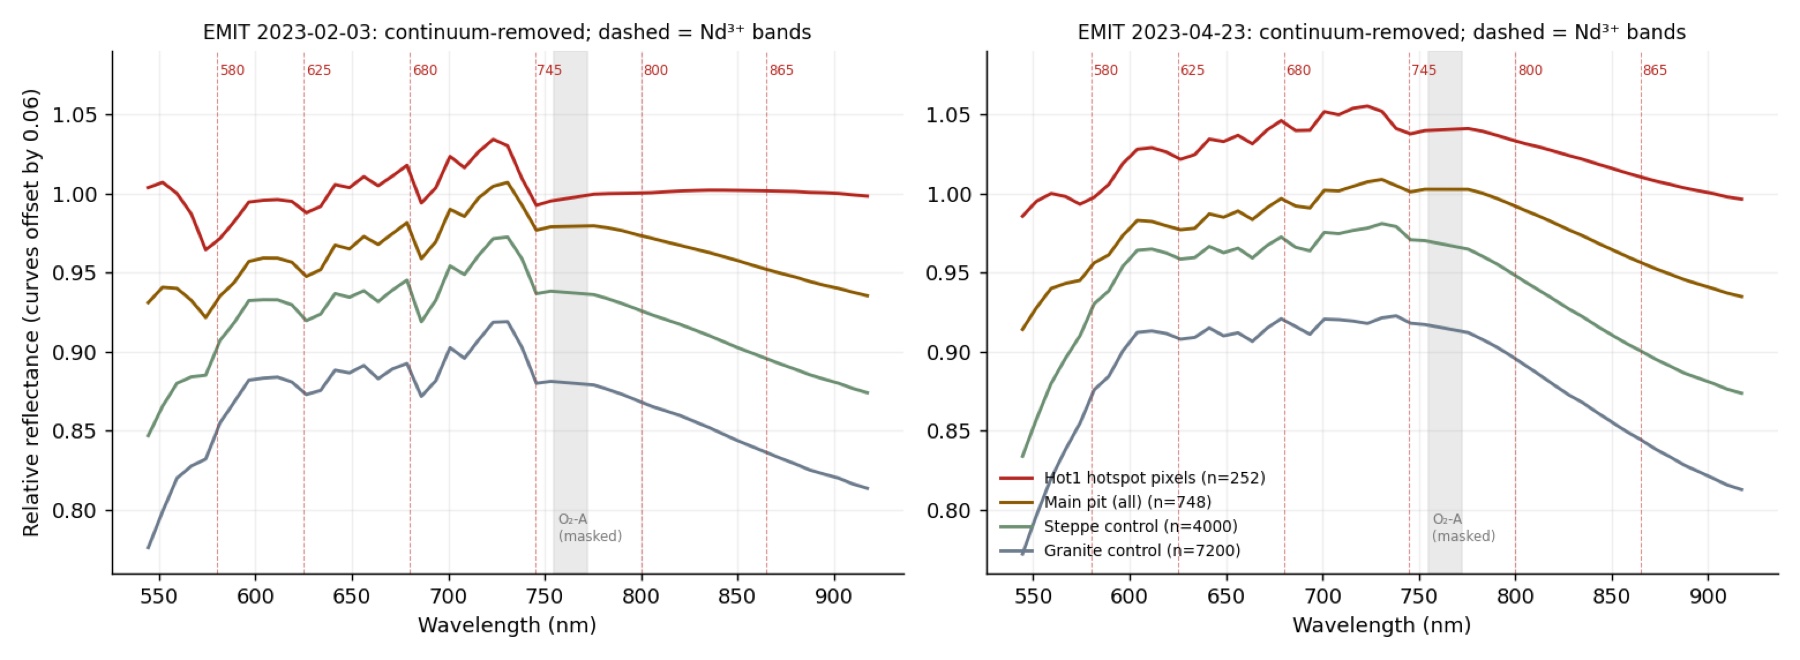 EMIT 2023-02-03: continuum-removed; dashed = Nd³⁺ bands
580 625 680 745 800 865
Relative reflectance (curves offset by 0.06)
1.05
1.00
0.95
0.90
0.85
0.80
O₂-A
(masked)
550 600 650 700 750 800 850 900
Wavelength (nm)
EMIT 2023-04-23: continuum-removed; dashed = Nd³⁺ bands
580 625 680 745 800 865
1.05
1.00
0.95
0.90
0.85
0.80
Hot1 hotspot pixels (n=252)
Main pit (all) (n=748)
Steppe control (n=4000)
Granite control (n=7200)
O₂-A
(masked)
550 600 650 700 750 800 850 900
Wavelength (nm)